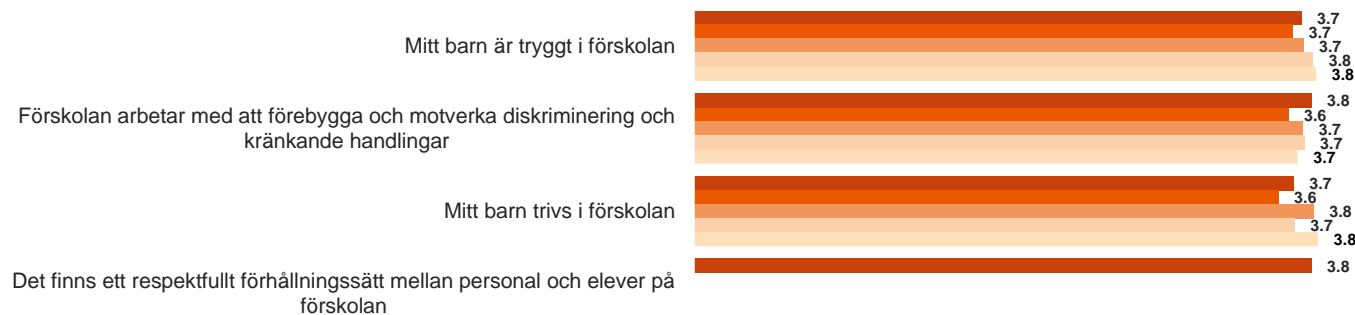 Mitt barn är tryggt i förskolan
3.7
3.7
3.7
3.8
3.8
Förskolan arbetar med att förebygga och motverka diskriminering och
kränkande handlingar
3.8
3.6
3.7
3.7
3.7
Mitt barn trivs i förskolan
3.7
3.6
3.8
3.7
3.8
Det finns ett respektfullt förhållningssätt mellan personal och elever på
förskolan
3.8